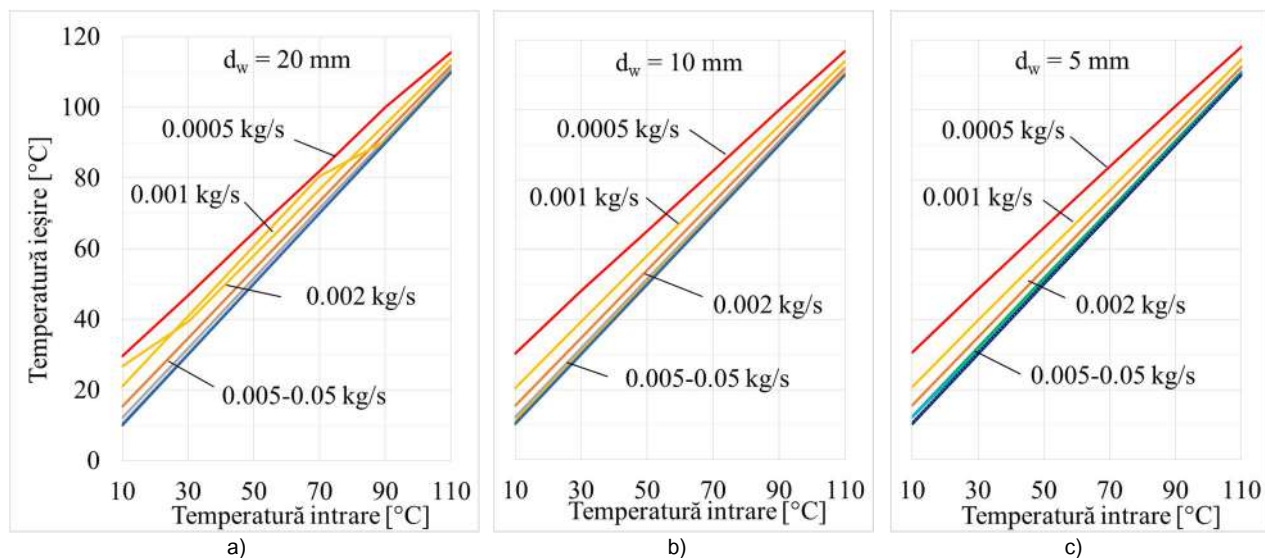 120
100
80
60
40
20
0
Temperatură ieșire [°C]
d_w = 20 mm
0.0005 kg/s
0.001 kg/s
0.002 kg/s
0.005-0.05 kg/s
10 30 50 70 90 110
Temperatură intrare [°C]
a)
d_w = 10 mm
0.0005 kg/s
0.001 kg/s
0.002 kg/s
0.005-0.05 kg/s
10 30 50 70 90 110
Temperatură intrare [°C]
b)
d_w = 5 mm
0.0005 kg/s
0.001 kg/s
0.002 kg/s
0.005-0.05 kg/s
10 30 50 70 90 110
Temperatură intrare [°C]
c)